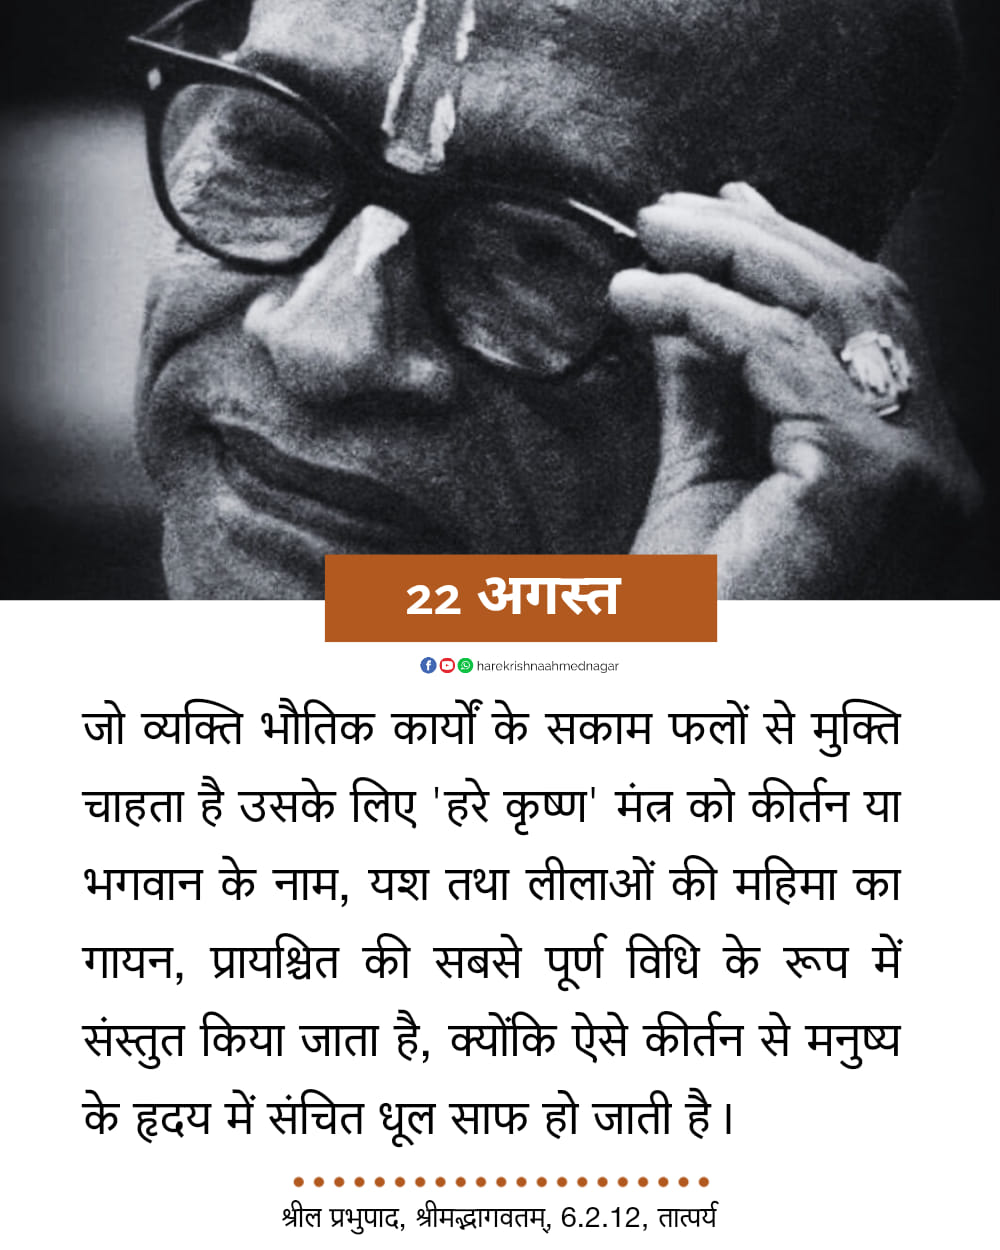 22 अगस्त
harekrishnaahmednagar
जो व्यक्ति भौतिक कार्यों के सकाम फलों से मुक्ति
चाहता है उसके लिए 'हरे कृष्ण' मंत्र को कीर्तन या
भगवान के नाम, यश तथा लीलाओं की महिमा का
गायन, प्रायश्चित की सबसे पूर्ण विधि के रूप में
संस्तुत किया जाता है, क्योंकि ऐसे कीर्तन से मनुष्य
के हृदय में संचित धूल साफ हो जाती है।
श्रील प्रभुपाद, श्रीमद्भागवतम्, 6.2.12, तात्पर्य